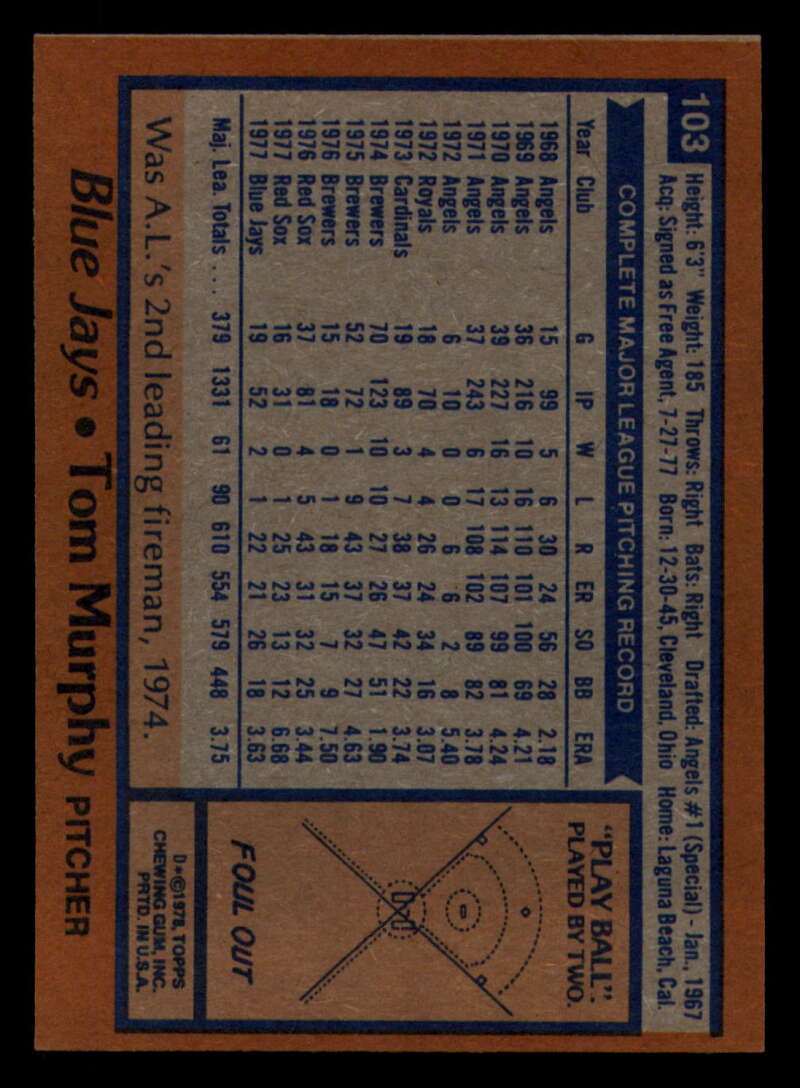 103
Height: 6'3" Weight: 185 Throws: Right Bats: Right Drafted: Angels #1 (Special) - Jan., 1967
Acq: Signed as Free Agent, 7-27-77 Born: 12-30-45, Cleveland, Ohio Home: Laguna Beach, Cal.
COMPLETE MAJOR LEAGUE PITCHING RECORD
Year Club G IP W L R ER SO BB ERA
1968 Angels 15 99 5 6 30 24 56 28 2.18
1969 Angels 36 216 10 16 110 101 100 69 4.21
1970 Angels 39 227 16 13 114 107 99 81 4.24
1971 Angels 37 243 6 17 108 102 89 82 3.78
1972 Angels 6 10 0 0 6 6 2 8 5.40
1972 Royals 18 70 4 4 26 24 34 16 3.07
1973 Cardinals 19 89 3 7 38 37 42 22 3.74
1974 Brewers 70 123 10 10 27 26 47 51 1.90
1975 Brewers 52 72 1 9 43 37 32 27 4.63
1976 Brewers 15 18 0 1 18 15 7 9 7.50
1976 Red Sox 37 81 4 5 43 31 32 25 3.44
1977 Red Sox 16 31 0 1 25 23 13 12 6.68
1977 Blue Jays 19 52 2 1 22 21 26 18 3.63
Maj. Lea. Totals . . . 379 1331 61 90 610 554 579 448 3.75
Was A.L.'s 2nd leading fireman, 1974.
"PLAY BALL".
PLAYED BY TWO.
FOUL OUT
D*©1978, TOPPS
CHEWING GUM, INC.
PRTD. IN U.S.A.
Blue Jays • Tom Murphy PITCHER